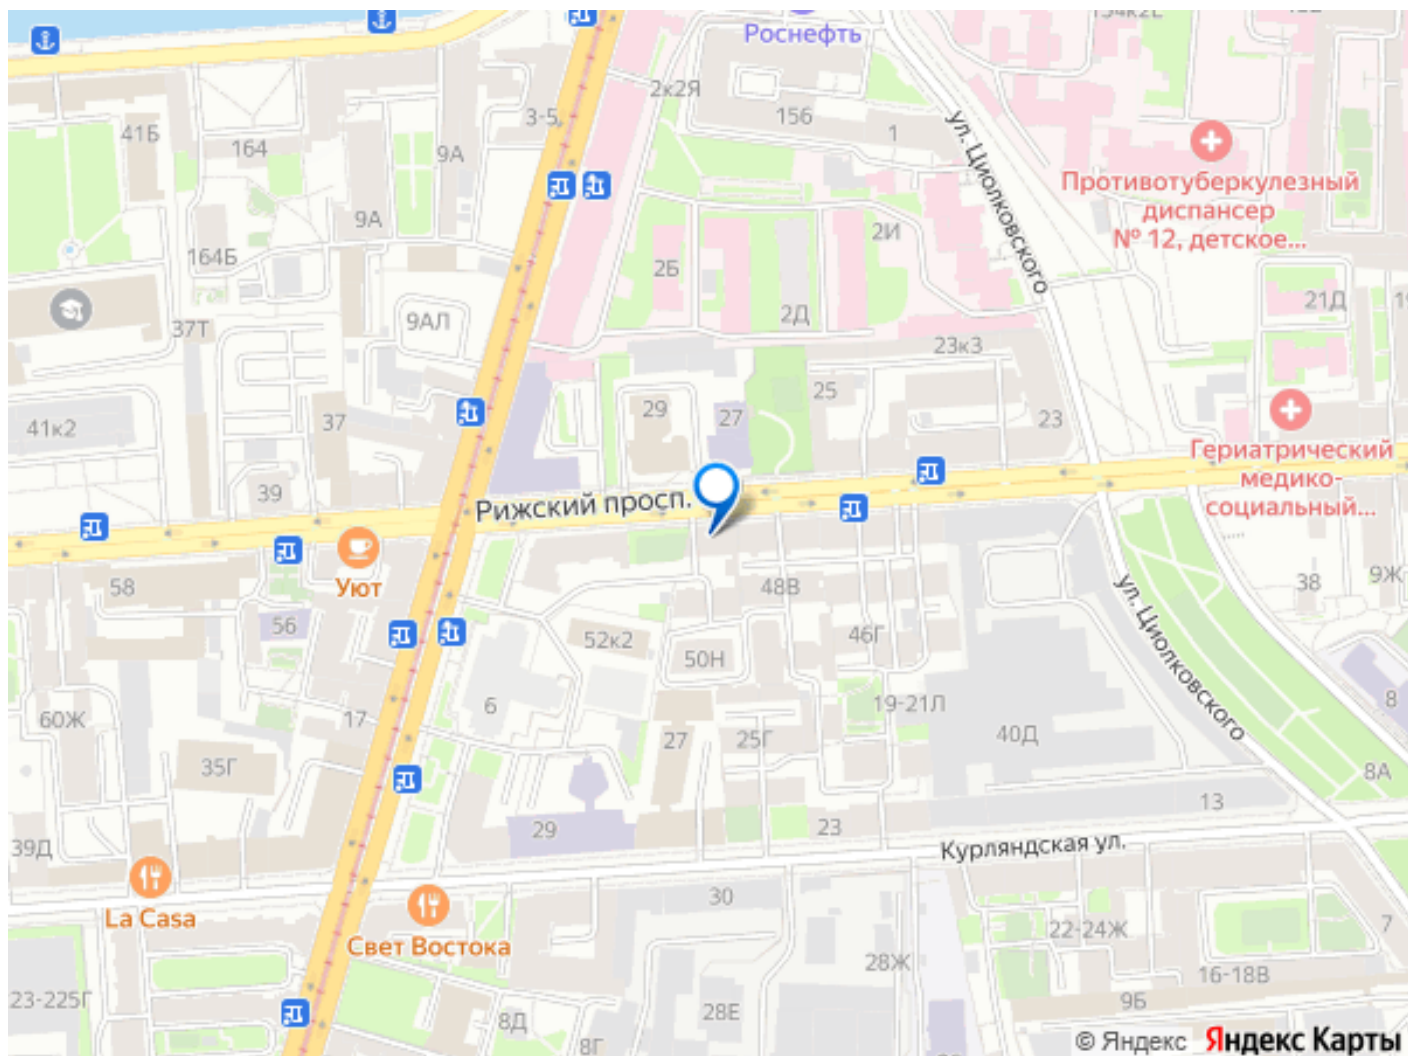 Роснефть
2к2Я
156
1
3-5
41Б
164
9А
9А
164Б
ул. Циолковского
Противотуберкулезный
диспансер
№ 12, детское...
2И
2Б
2Д
21Д
37Т
9АЛ
23к3
25
29
27
23
37
41к2
39
Гериатрический
медико-
социальный...
Рижский просп.
Уют
58
56
48В
38
9Ж
52к2
46Г
50Н
ул. Циолковского
6
19-21Л
8
60Ж
17
27
25Г
40Д
35Г
8А
13
29
23
39Д
Курляндская ул.
La Casa
Свет Востока
30
22-24Ж
7
28Ж
16-18В
23-225Г
8Д
28Е
9Б
8Г
© Яндекс Яндекс Карты